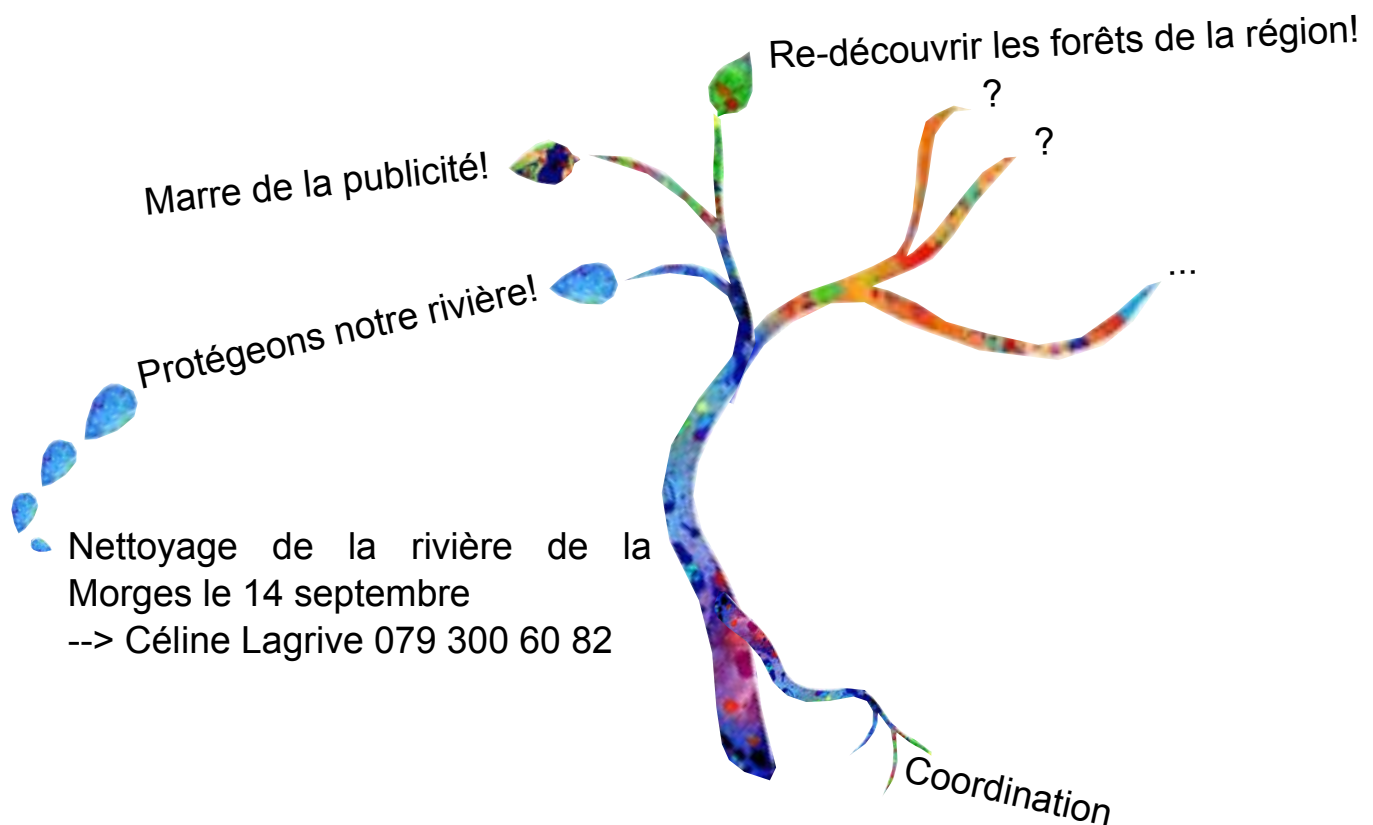 Re-découvrir les forêts de la région!
?
?
Marre de la publicité!
...
Protégeons notre rivière!
Nettoyage de la rivière de la
Morges le 14 septembre
--> Céline Lagrive 079 300 60 82
Coordination